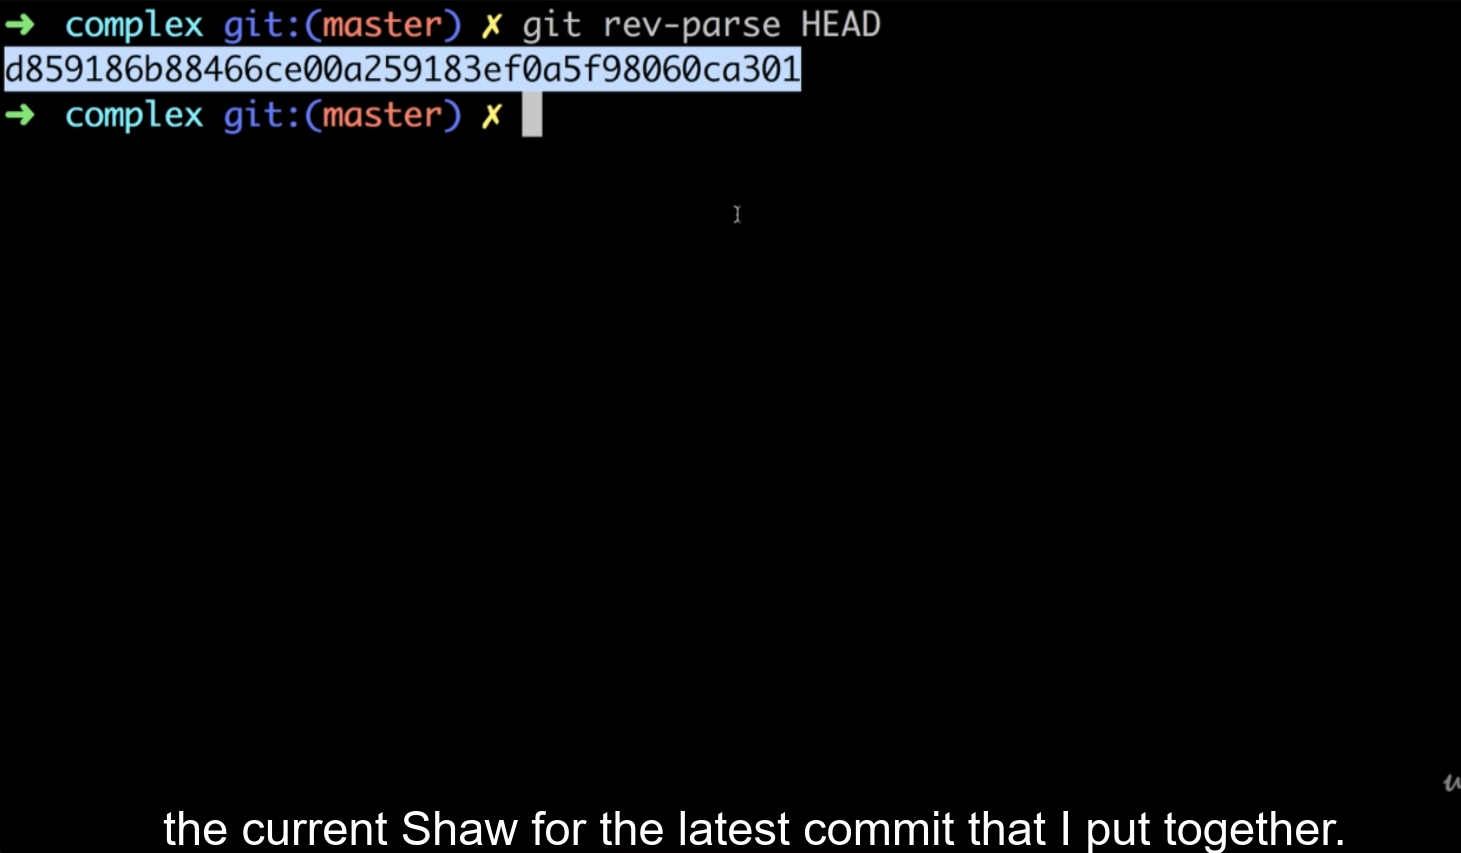 ➜ complex git:(master) ✗ git rev-parse HEAD
d859186b88466ce00a259183ef0a5f98060ca301
➜ complex git:(master) ✗
the current Shaw for the latest commit that I put together.